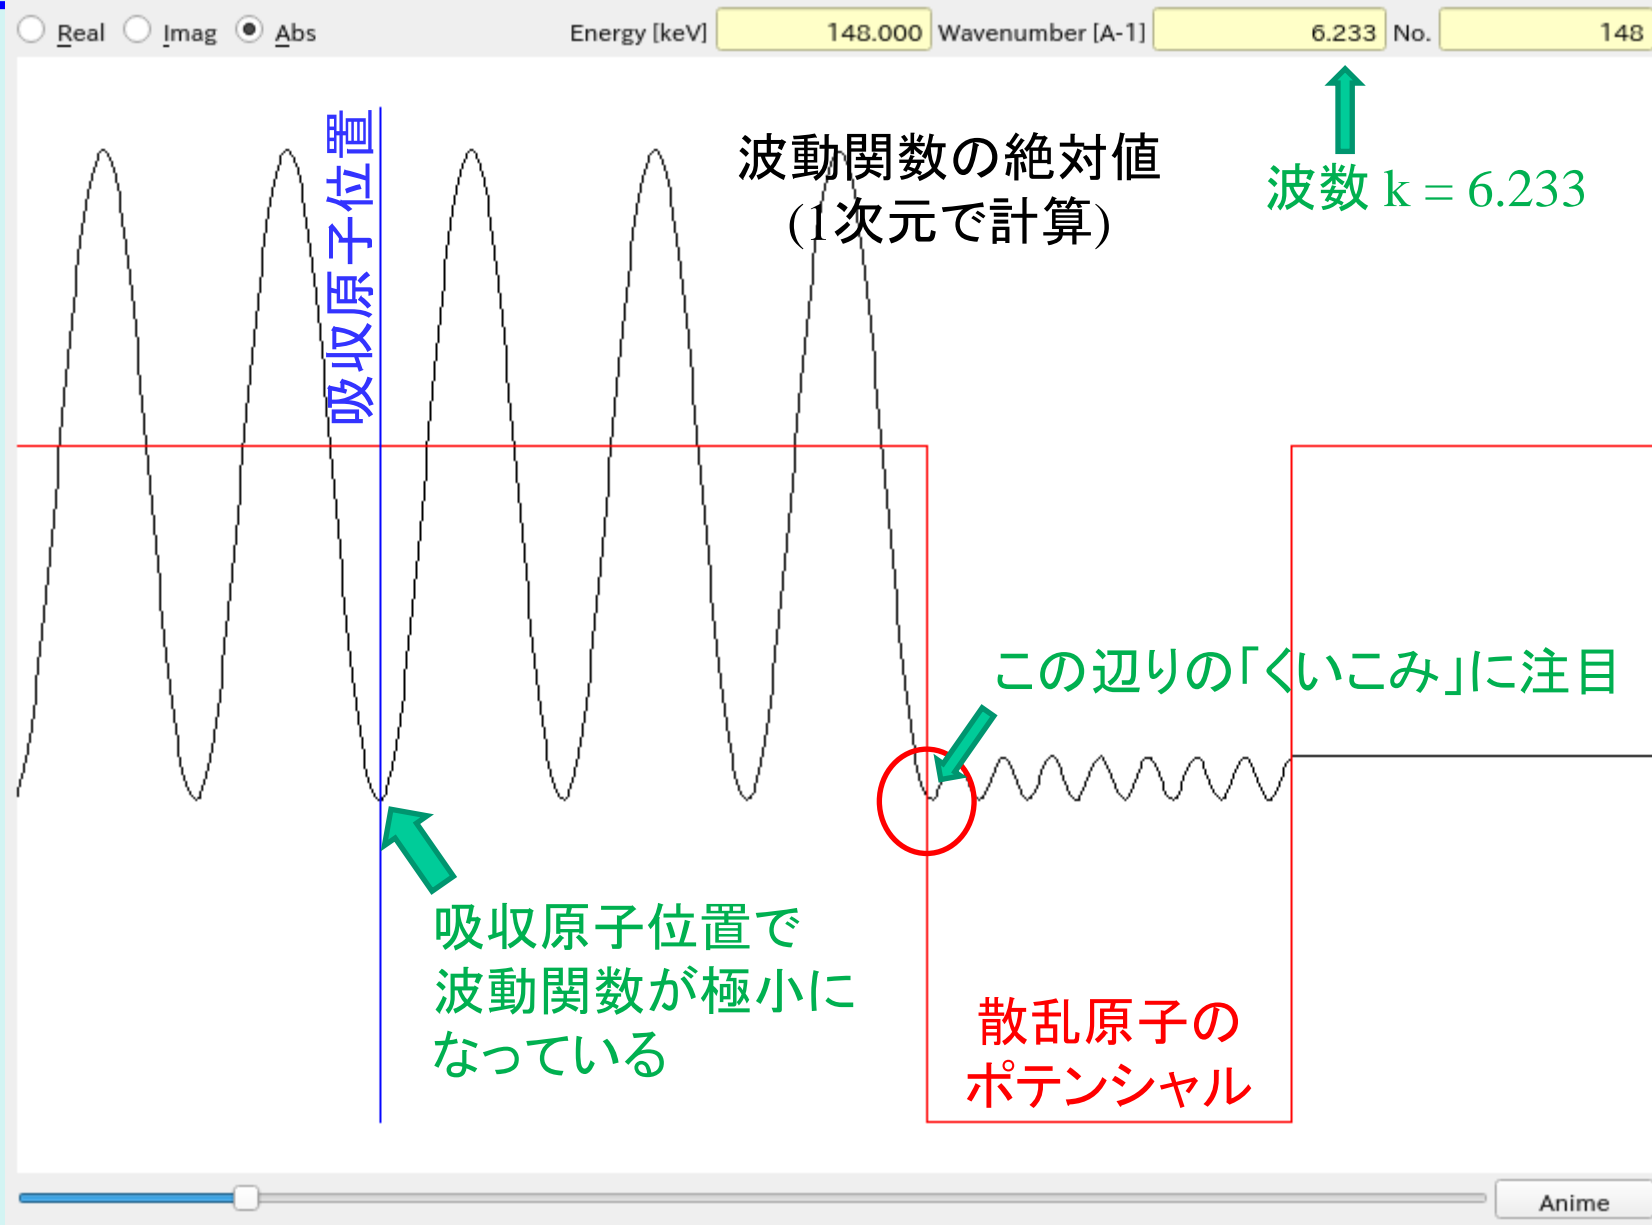 Real Imag Abs Energy [keV] 148.000 Wavenumber [A-1] 6.233 No. 148
吸収原子位置
波動関数の絶対値
(1次元で計算)
波数 k = 6.233
この辺りの「くいこみ」に注目
吸収原子位置で
波動関数が極小に
なっている
散乱原子の
ポテンシャル
Anime